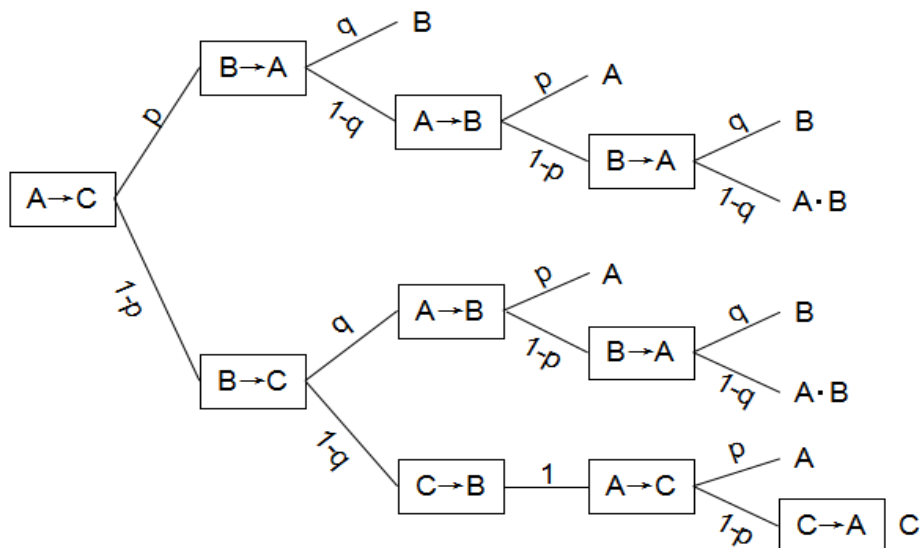 q B
B→A
p A
p 1-q A→B
q B
1-p B→A
A→C 1-q A·B
p A
1-p q A→B
q B
1-p B→A
B→C 1-q A·B
1-q p A
C→B 1 A→C
1-p C→A C